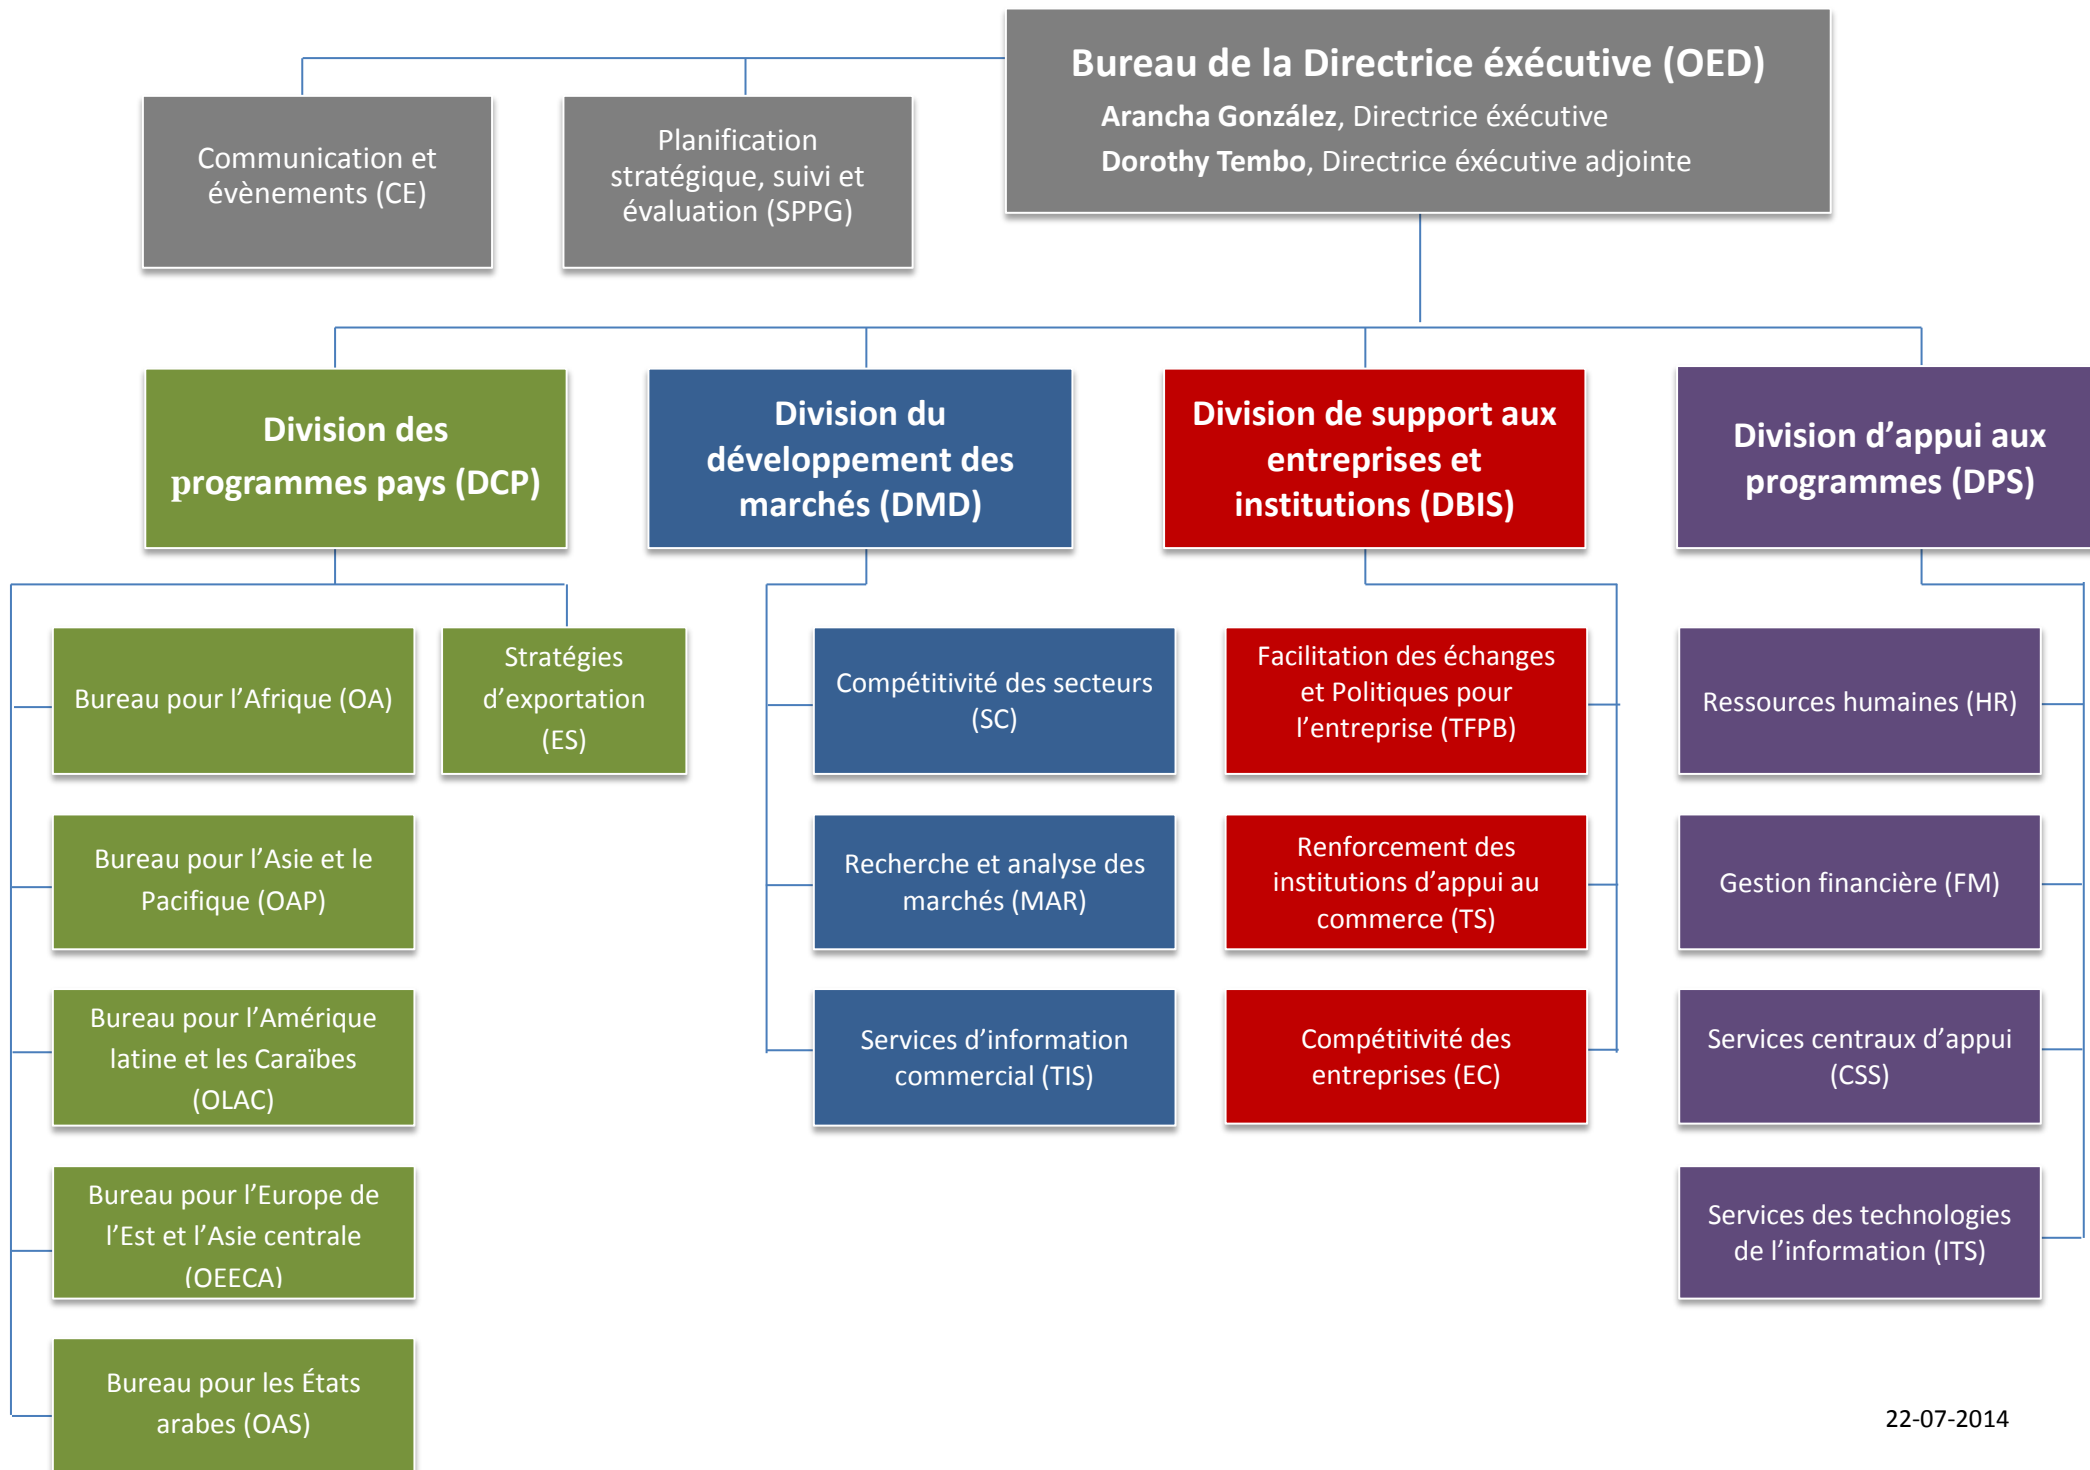 Bureau de la Directrice éxécutive (OED)
Arancha González, Directrice éxécutive
Dorothy Tembo, Directrice éxécutive adjointe
Communication et
évènements (CE)
Planification
stratégique, suivi et
évaluation (SPPG)
Division des
programmes pays (DCP)
Division du
développement des
marchés (DMD)
Division de support aux
entreprises et
institutions (DBIS)
Division d’appui aux
programmes (DPS)
Bureau pour l’Afrique (OA)
Bureau pour l’Asie et le
Pacifique (OAP)
Bureau pour l’Amérique
latine et les Caraïbes
(OLAC)
Bureau pour l’Europe de
l’Est et l’Asie centrale
(OEECA)
Bureau pour les États
arabes (OAS)
Stratégies
d’exportation
(ES)
Compétitivité des secteurs
(SC)
Recherche et analyse des
marchés (MAR)
Services d’information
commercial (TIS)
Facilitation des échanges
et Politiques pour
l’entreprise (TFPB)
Renforcement des
institutions d’appui au
commerce (TS)
Compétitivité des
entreprises (EC)
Ressources humaines (HR)
Gestion financière (FM)
Services centraux d’appui
(CSS)
Services des technologies
de l’information (ITS)
22-07-2014